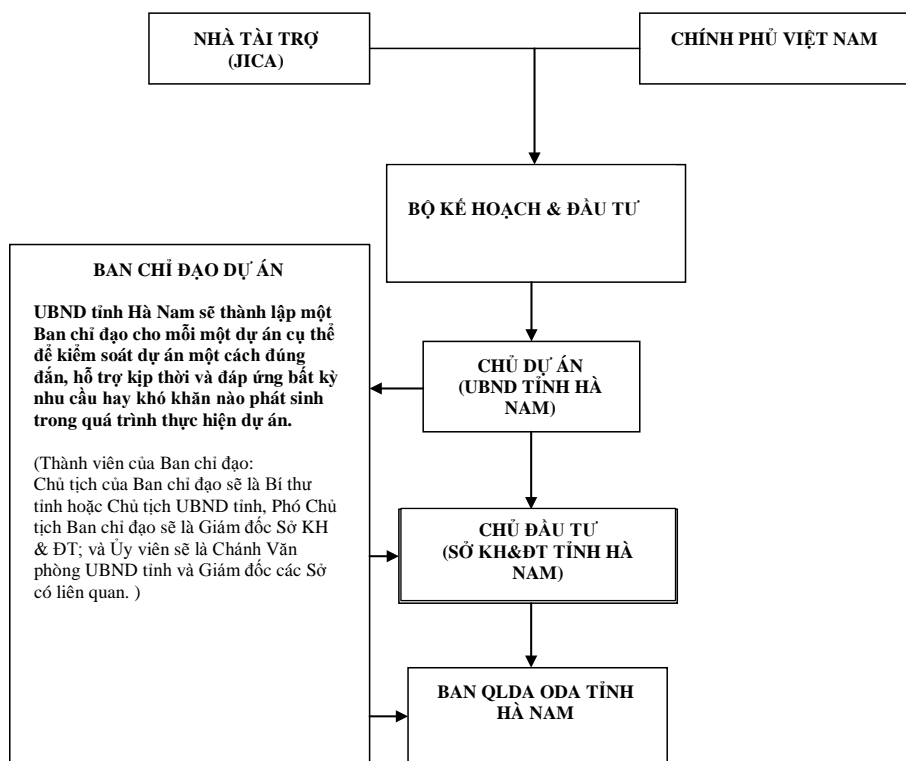 NHÀ TÀI TRỢ
(JICA)
CHÍNH PHỦ VIỆT NAM
BỘ KẾ HOẠCH & ĐẦU TƯ
BAN CHỈ ĐẠO DỰ ÁN
UBND tỉnh Hà Nam sẽ thành lập một
Ban chỉ đạo cho mỗi một dự án cụ thể
để kiểm soát dự án một cách đúng
đắn, hỗ trợ kịp thời và đáp ứng bất kỳ
nhu cầu hay khó khăn nào phát sinh
trong quá trình thực hiện dự án.
(Thành viên của Ban chỉ đạo:
Chủ tịch của Ban chỉ đạo sẽ là Bí thư
tỉnh hoặc Chủ tịch UBND tỉnh, Phó Chủ
tịch Ban chỉ đạo sẽ là Giám đốc Sở KH
& ĐT; và Ủy viên sẽ là Chánh Văn
phòng UBND tỉnh và Giám đốc các Sở
có liên quan. )
CHỦ DỰ ÁN
(UBND TỈNH HÀ
NAM)
CHỦ ĐẦU TƯ
(SỞ KH&ĐT TỈNH HÀ
NAM)
BAN QLDA ODA TỈNH
HÀ NAM